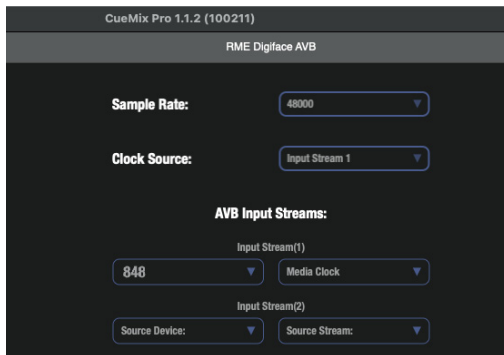 CueMix Pro 1.1.2 (100211)
RME Digiface AVB
Sample Rate: 48000
Clock Source: Input Stream 1
AVB Input Streams:
Input Stream(1)
848 Media Clock
Input Stream(2)
Source Device: Source Stream: